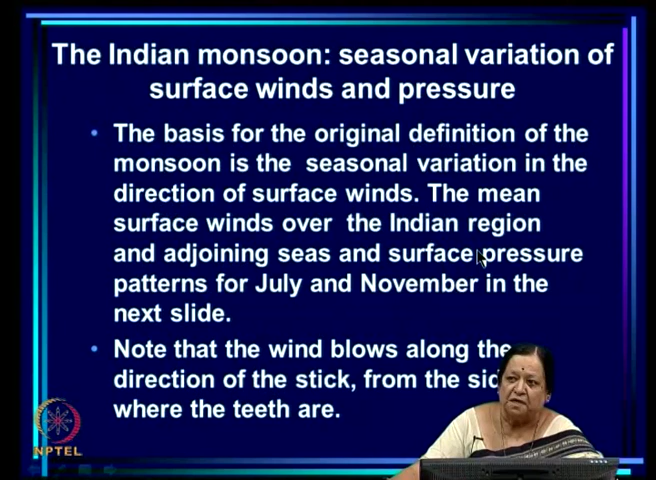 The Indian monsoon: seasonal variation of
surface winds and pressure
• The basis for the original definition of the
monsoon is the seasonal variation in the
direction of surface winds. The mean
surface winds over the Indian region
and adjoining seas and surface pressure
patterns for July and November in the
next slide.
• Note that the wind blows along the
direction of the stick, from the
where the teeth are.
NPTEL